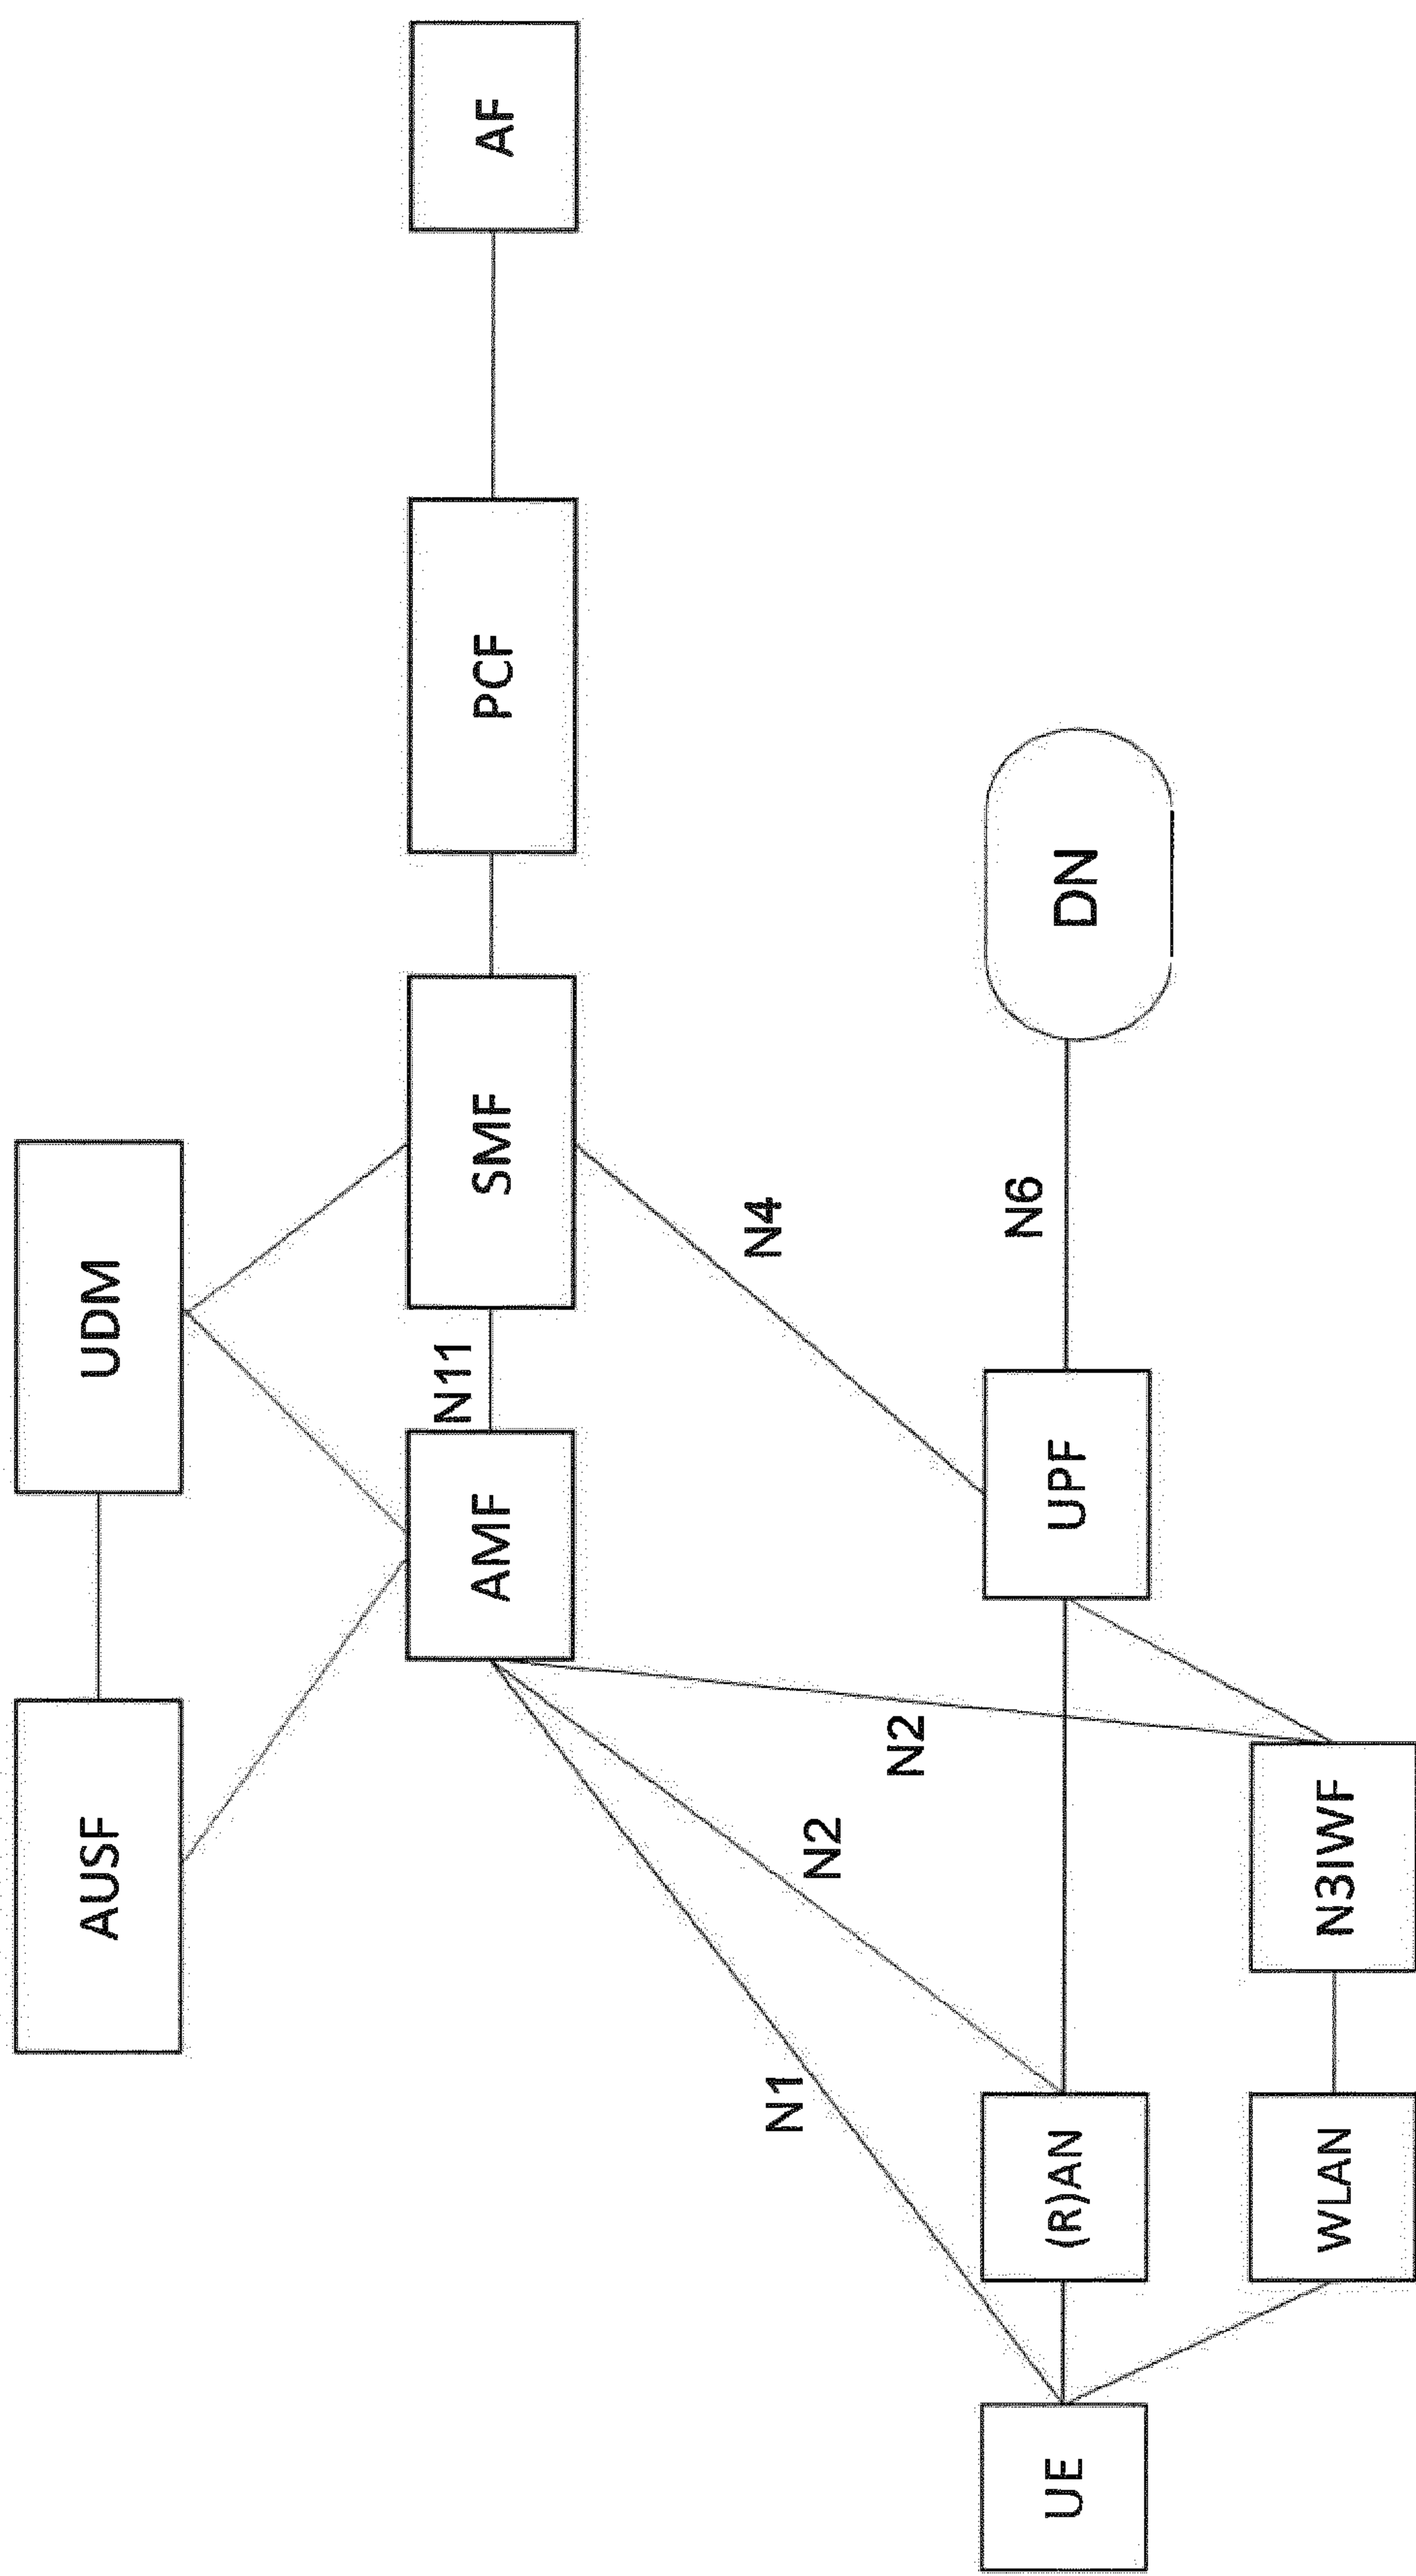 AUSF
UDM
AMF
N11
SMF
PCF
AF
N1
N2
N2
N4
N6
UE
(R)AN
UPF
DN
WLAN
N3IWF